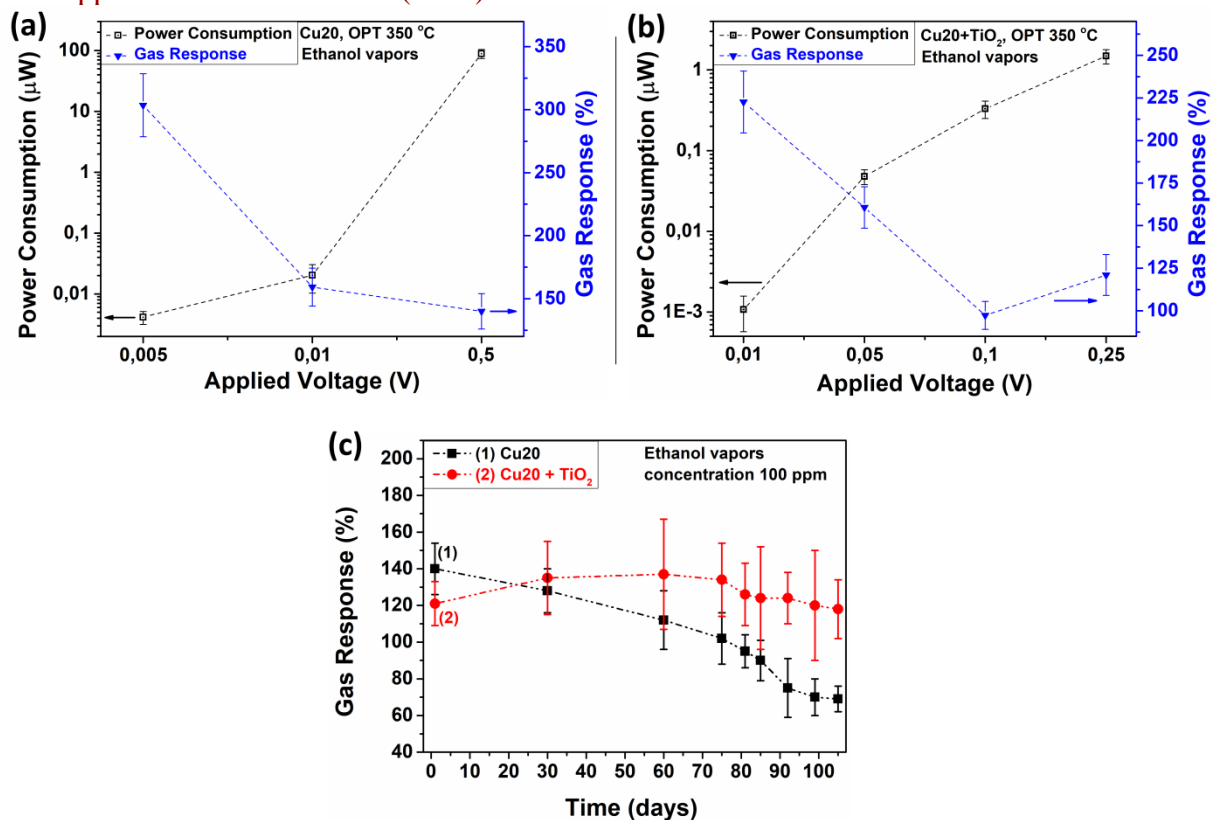 (a)
Power Consumption
Gas Response
Cu20, OPT 350 °C
Ethanol vapors
Power Consumption (μW)
100
10
1
0,1
0,01
350
300
250
200
150
Gas Response (%)
0,005
0,01
0,5
Applied Voltage (V)
(b)
Power Consumption
Gas Response
Cu20+TiO₂, OPT 350 °C
Ethanol vapors
Power Consumption (μW)
1
0,1
0,01
1E-3
250
225
200
175
150
125
100
Gas Response (%)
0,01
0,05
0,1
0,25
Applied Voltage (V)
(c)
(1) Cu20
(2) Cu20 + TiO₂
Ethanol vapors
concentration 100 ppm
Gas Response (%)
200
180
160
140
120
100
80
60
40
(1)
(2)
0
10
20
30
40
50
60
70
80
90
100
Time (days)